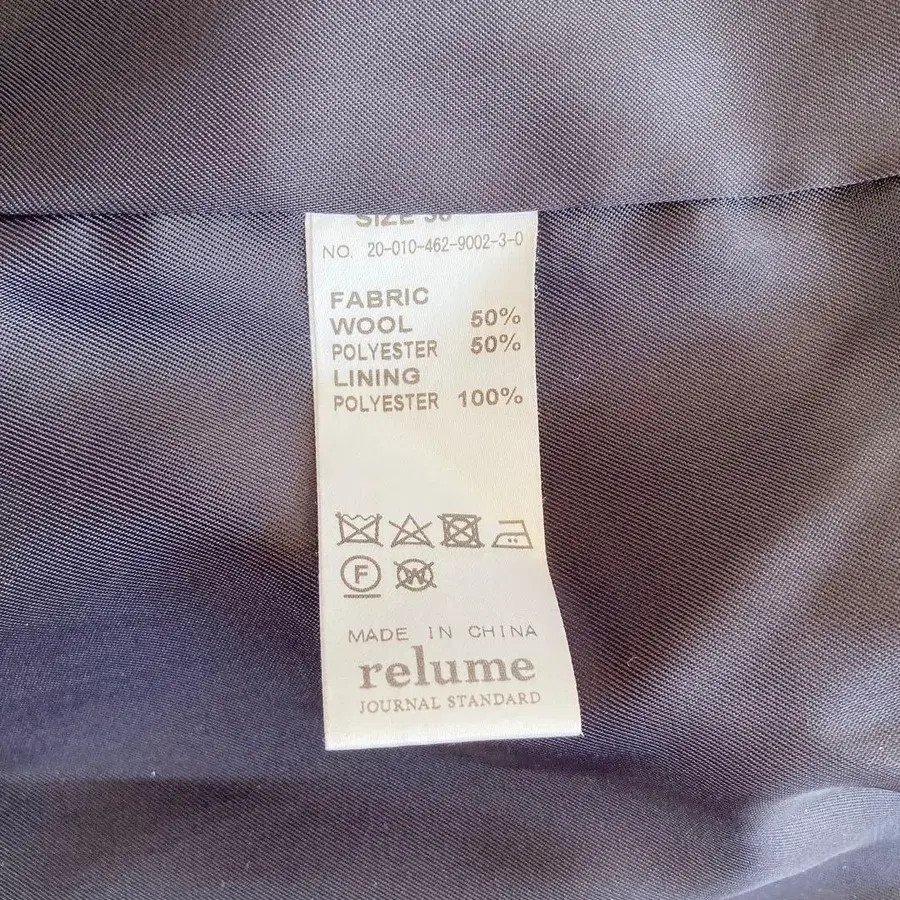 SIZE
NO. 20-010-462-9002-3-0
FABRIC
WOOL 50%
POLYESTER 50%
LINING
POLYESTER 100%
F
W
MADE IN CHINA
relume
JOURNAL STANDARD